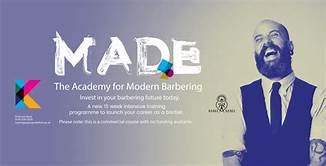 MADE
The Academy for Modern Barbering
Invest in your barbering future today.
A new 15 week intensive training
programme to launch your career as a barber.
Please note: this is a commercial course with no funding available.
K